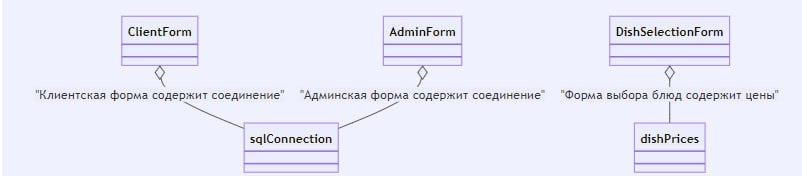 ClientForm
AdminForm
DishSelectionForm
"Клиентская форма содержит соединение"
"Админская форма содержит соединение"
"Форма выбора блюд содержит цены"
sqlConnection
dishPrices